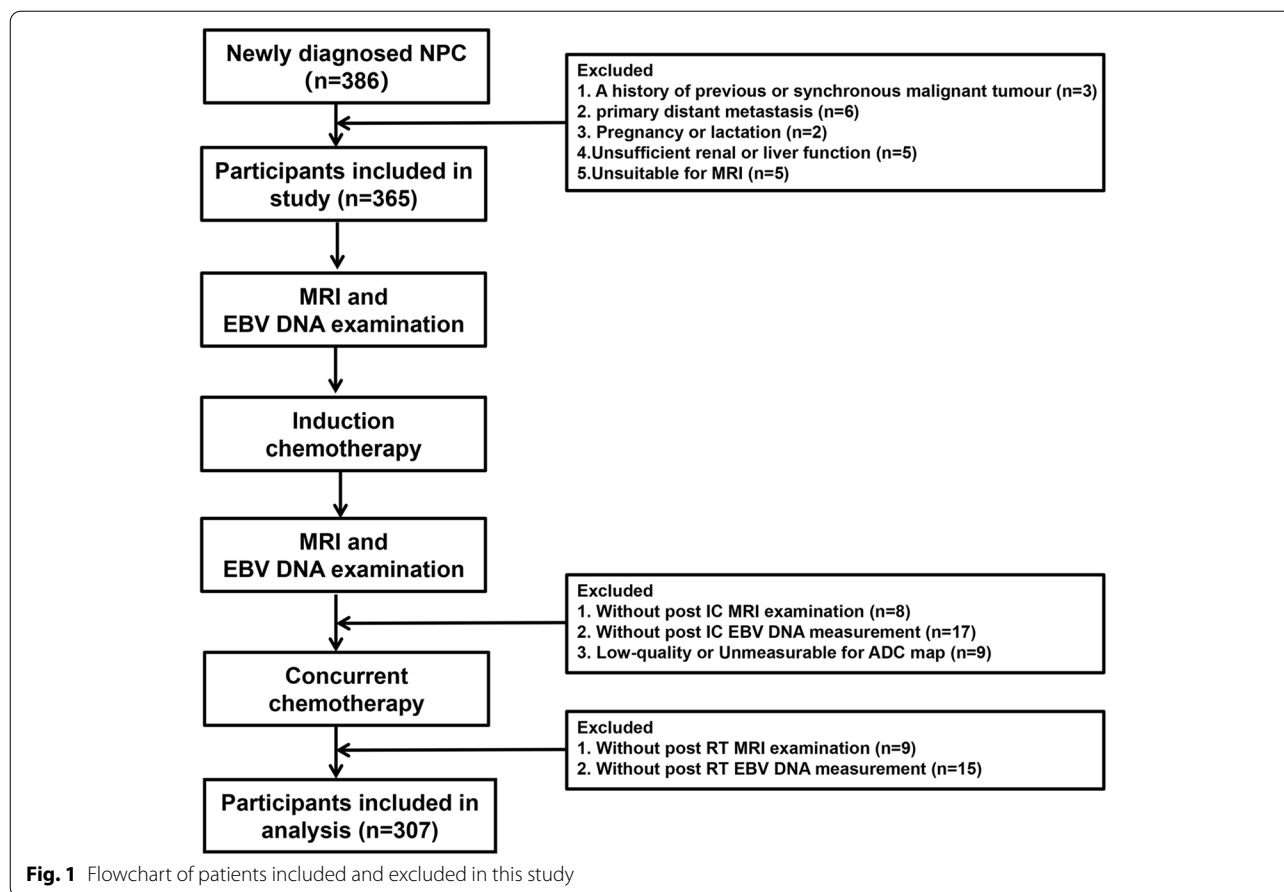 Newly diagnosed NPC
(n=386)
Excluded
1. A history of previous or synchronous malignant tumour (n=3)
2. primary distant metastasis (n=6)
3. Pregnancy or lactation (n=2)
4.Unsufficient renal or liver function (n=5)
5.Unsuitable for MRI (n=5)
Participants included in
study (n=365)
MRI and
EBV DNA examination
Induction
chemotherapy
MRI and
EBV DNA examination
Excluded
1. Without post IC MRI examination (n=8)
2. Without post IC EBV DNA measurement (n=17)
3. Low-quality or Unmeasurable for ADC map (n=9)
Concurrent
chemotherapy
Excluded
1. Without post RT MRI examination (n=9)
2. Without post RT EBV DNA measurement (n=15)
Participants included in
analysis (n=307)
Fig. 1 Flowchart of patients included and excluded in this study